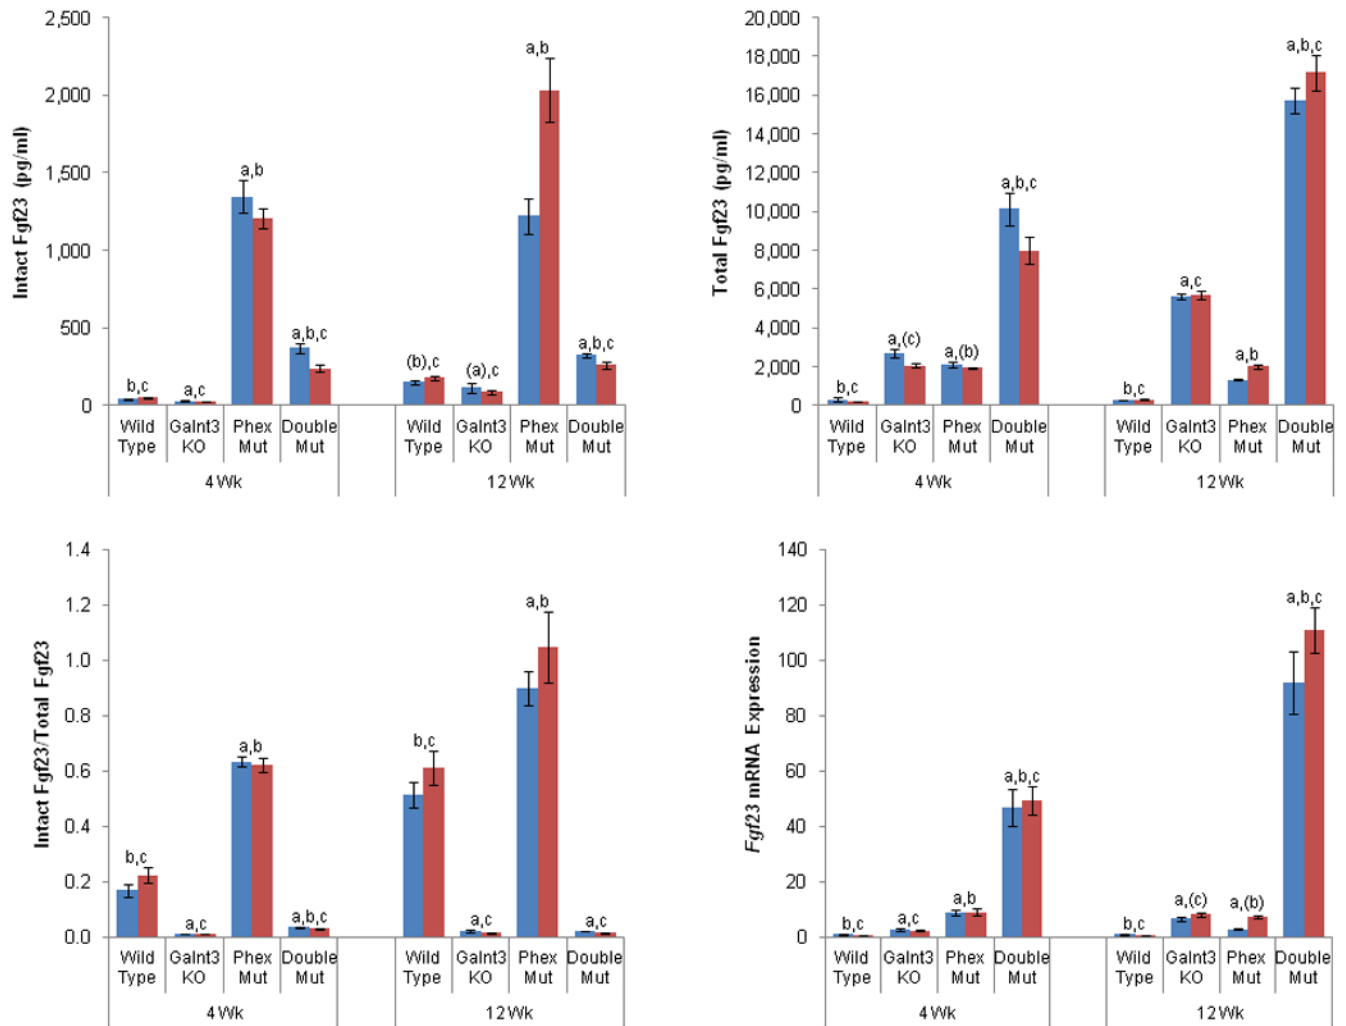 Intact Fgf23 (pg/ml)
2,500
2,000
1,500
1,000
500
0
b,c
a,c
a,b
a,b,c
(b),c
(a),c
a,b
a,b,c
Wild Type
Galnt3 KO
Phex Mut
Double Mut
Wild Type
Galnt3 KO
Phex Mut
Double Mut
4 Wk
12 Wk
Total Fgf23 (pg/ml)
20,000
18,000
16,000
14,000
12,000
10,000
8,000
6,000
4,000
2,000
0
b,c
a,(c)
a,(b)
a,b,c
b,c
a,c
a,b
a,b,c
Wild Type
Galnt3 KO
Phex Mut
Double Mut
Wild Type
Galnt3 KO
Phex Mut
Double Mut
4 Wk
12 Wk
Intact Fgf23/Total Fgf23
1.4
1.2
1.0
0.8
0.6
0.4
0.2
0.0
b,c
a,c
a,b
a,b,c
b,c
a,c
a,b
a,c
Wild Type
Galnt3 KO
Phex Mut
Double Mut
Wild Type
Galnt3 KO
Phex Mut
Double Mut
4 Wk
12 Wk
Fgf23 mRNA Expression
140
120
100
80
60
40
20
0
b,c
a,c
a,b
a,b,c
b,c
a,(c)
a,(b)
a,b,c
Wild Type
Galnt3 KO
Phex Mut
Double Mut
Wild Type
Galnt3 KO
Phex Mut
Double Mut
4 Wk
12 Wk